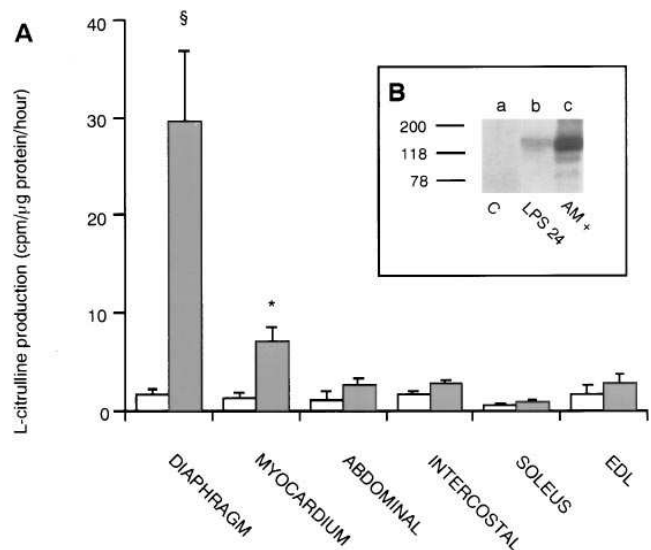 A
L-citrulline production (cpm/µg protein/hour)
40
30
20
10
0
§
*
DIAPHRAGM
MYOCARDIUM
ABDOMINAL
INTERCOSTAL
SOLEUS
EDL
B
a b c
200
118
78
C LPS 24 AM +